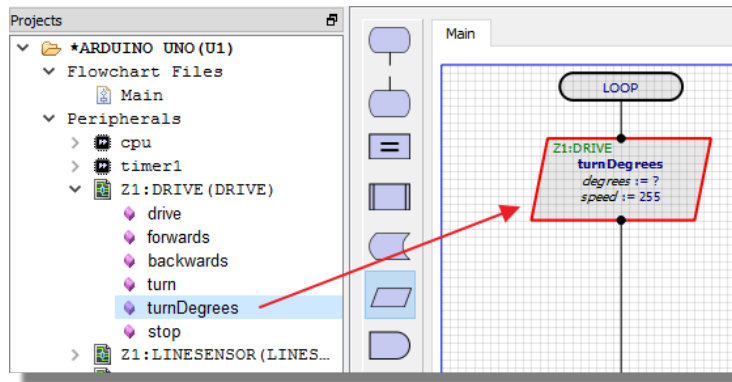 Projects
*ARDUINO UNO(U1)
Flowchart Files
Main
Peripherals
cpu
timer1
Z1:DRIVE(DRIVE)
drive
forwards
backwards
turn
turnDegrees
stop
Z1:LINESENSOR(LINES...
Main
LOOP
Z1:DRIVE
turnDegrees
degrees := ?
speed := 255